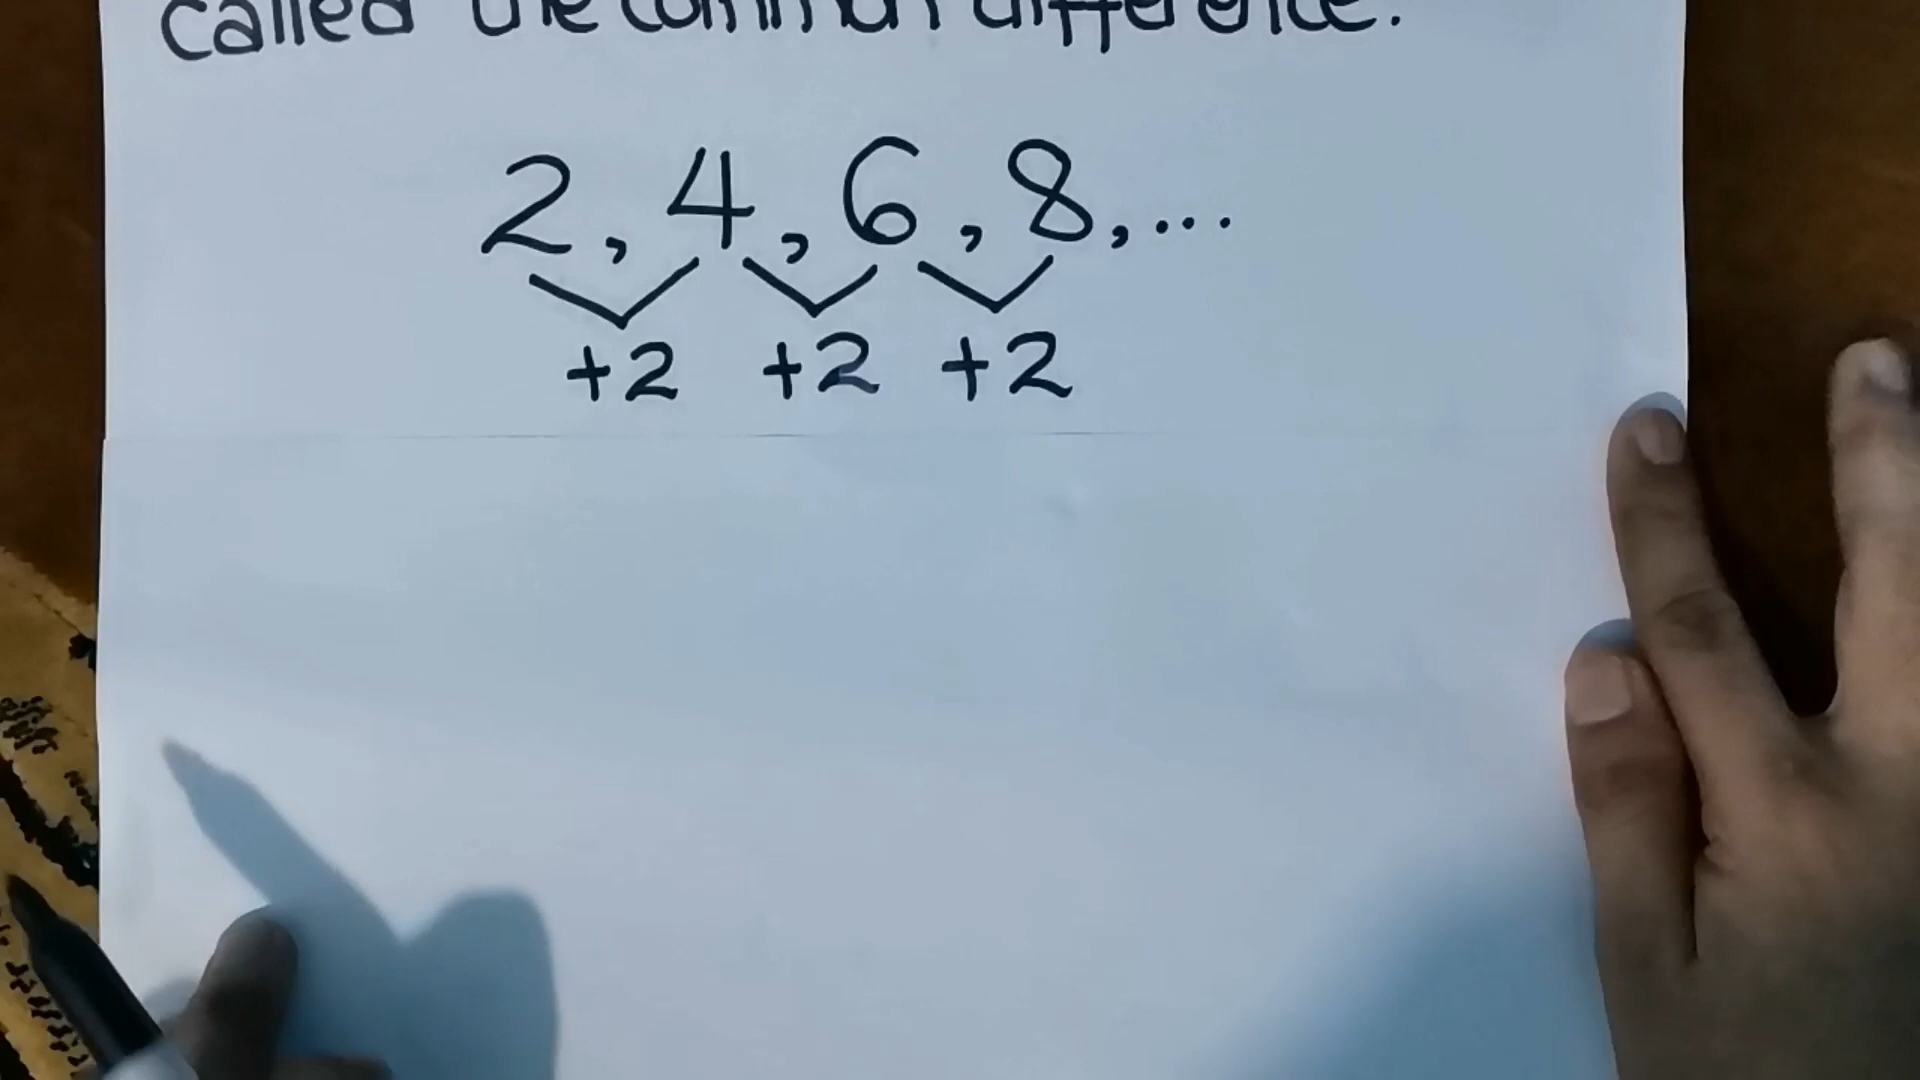 called the common difference.
2, 4, 6, 8, ...
+2 +2 +2